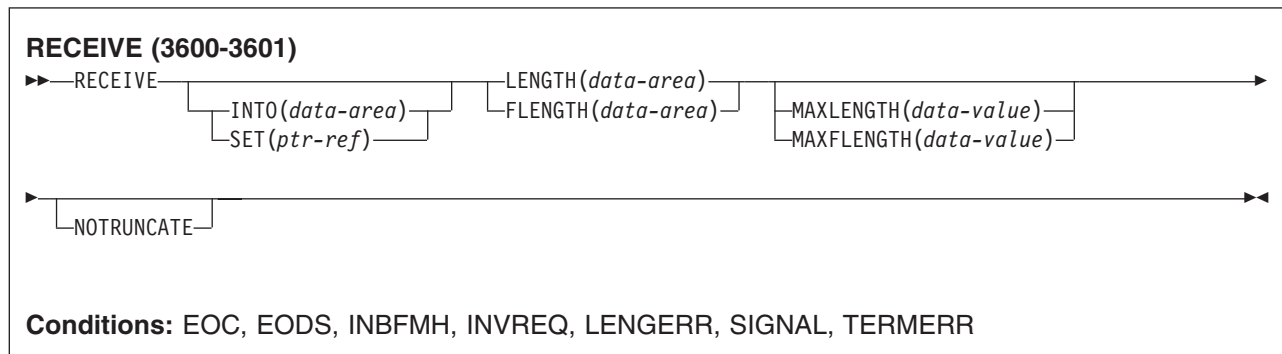 RECEIVE (3600-3601)
RECEIVE LENGTH(data-area)
INTO(data-area) FLENGTH(data-area) MAXLENGTH(data-value)
SET(ptr-ref) MAXFLENGTH(data-value)
NOTRUNCATE
Conditions: EOC, EODS, INBFMH, INVREQ, LENGERR, SIGNAL, TERMERR